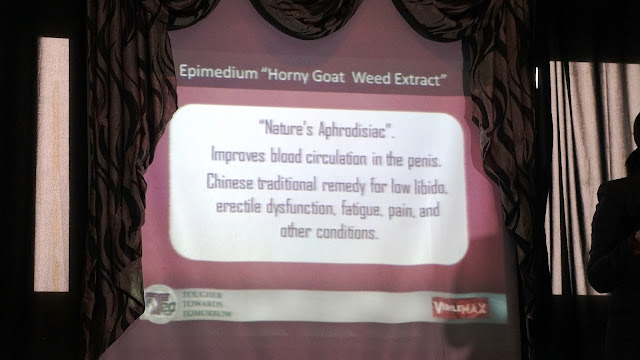 Epimedium “Horny Goat Weed Extract”
“Nature's Aphrodisiac”.
Improves blood circulation in the penis.
Chinese traditional remedy for low libido,
erectile dysfunction, fatigue, pain, and
other conditions.
TOUGHER
TOWARDS
TOMORROW
VIRILEMAX